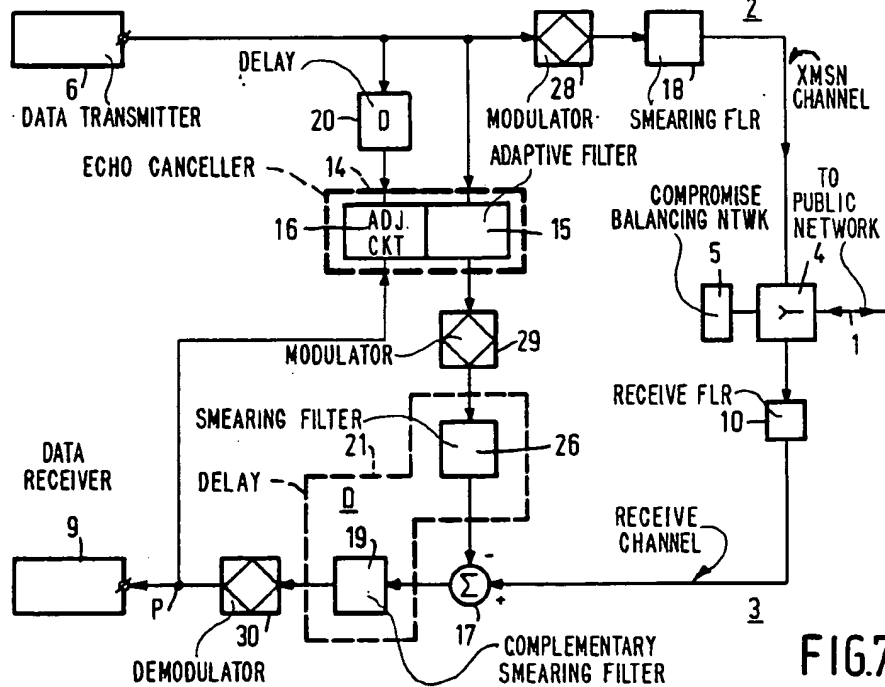 2
6
DATA TRANSMITTER
DELAY
20
D
28
MODULATOR
18
SMEARING FLR
XMSN
CHANNEL
ECHO CANCELLER
14
ADAPTIVE FILTER
16
ADJ.
CKT
15
COMPROMISE
BALANCING NTWK
5
TO
PUBLIC
NETWORK
4
1
MODULATOR
29
RECEIVE FLR
10
SMEARING FILTER
21
26
DATA
RECEIVER
DELAY
D
9
19
RECEIVE
CHANNEL
-
Σ
+
17
P
30
3
DEMODULATOR
COMPLEMENTARY
SMEARING FILTER
FIG.7